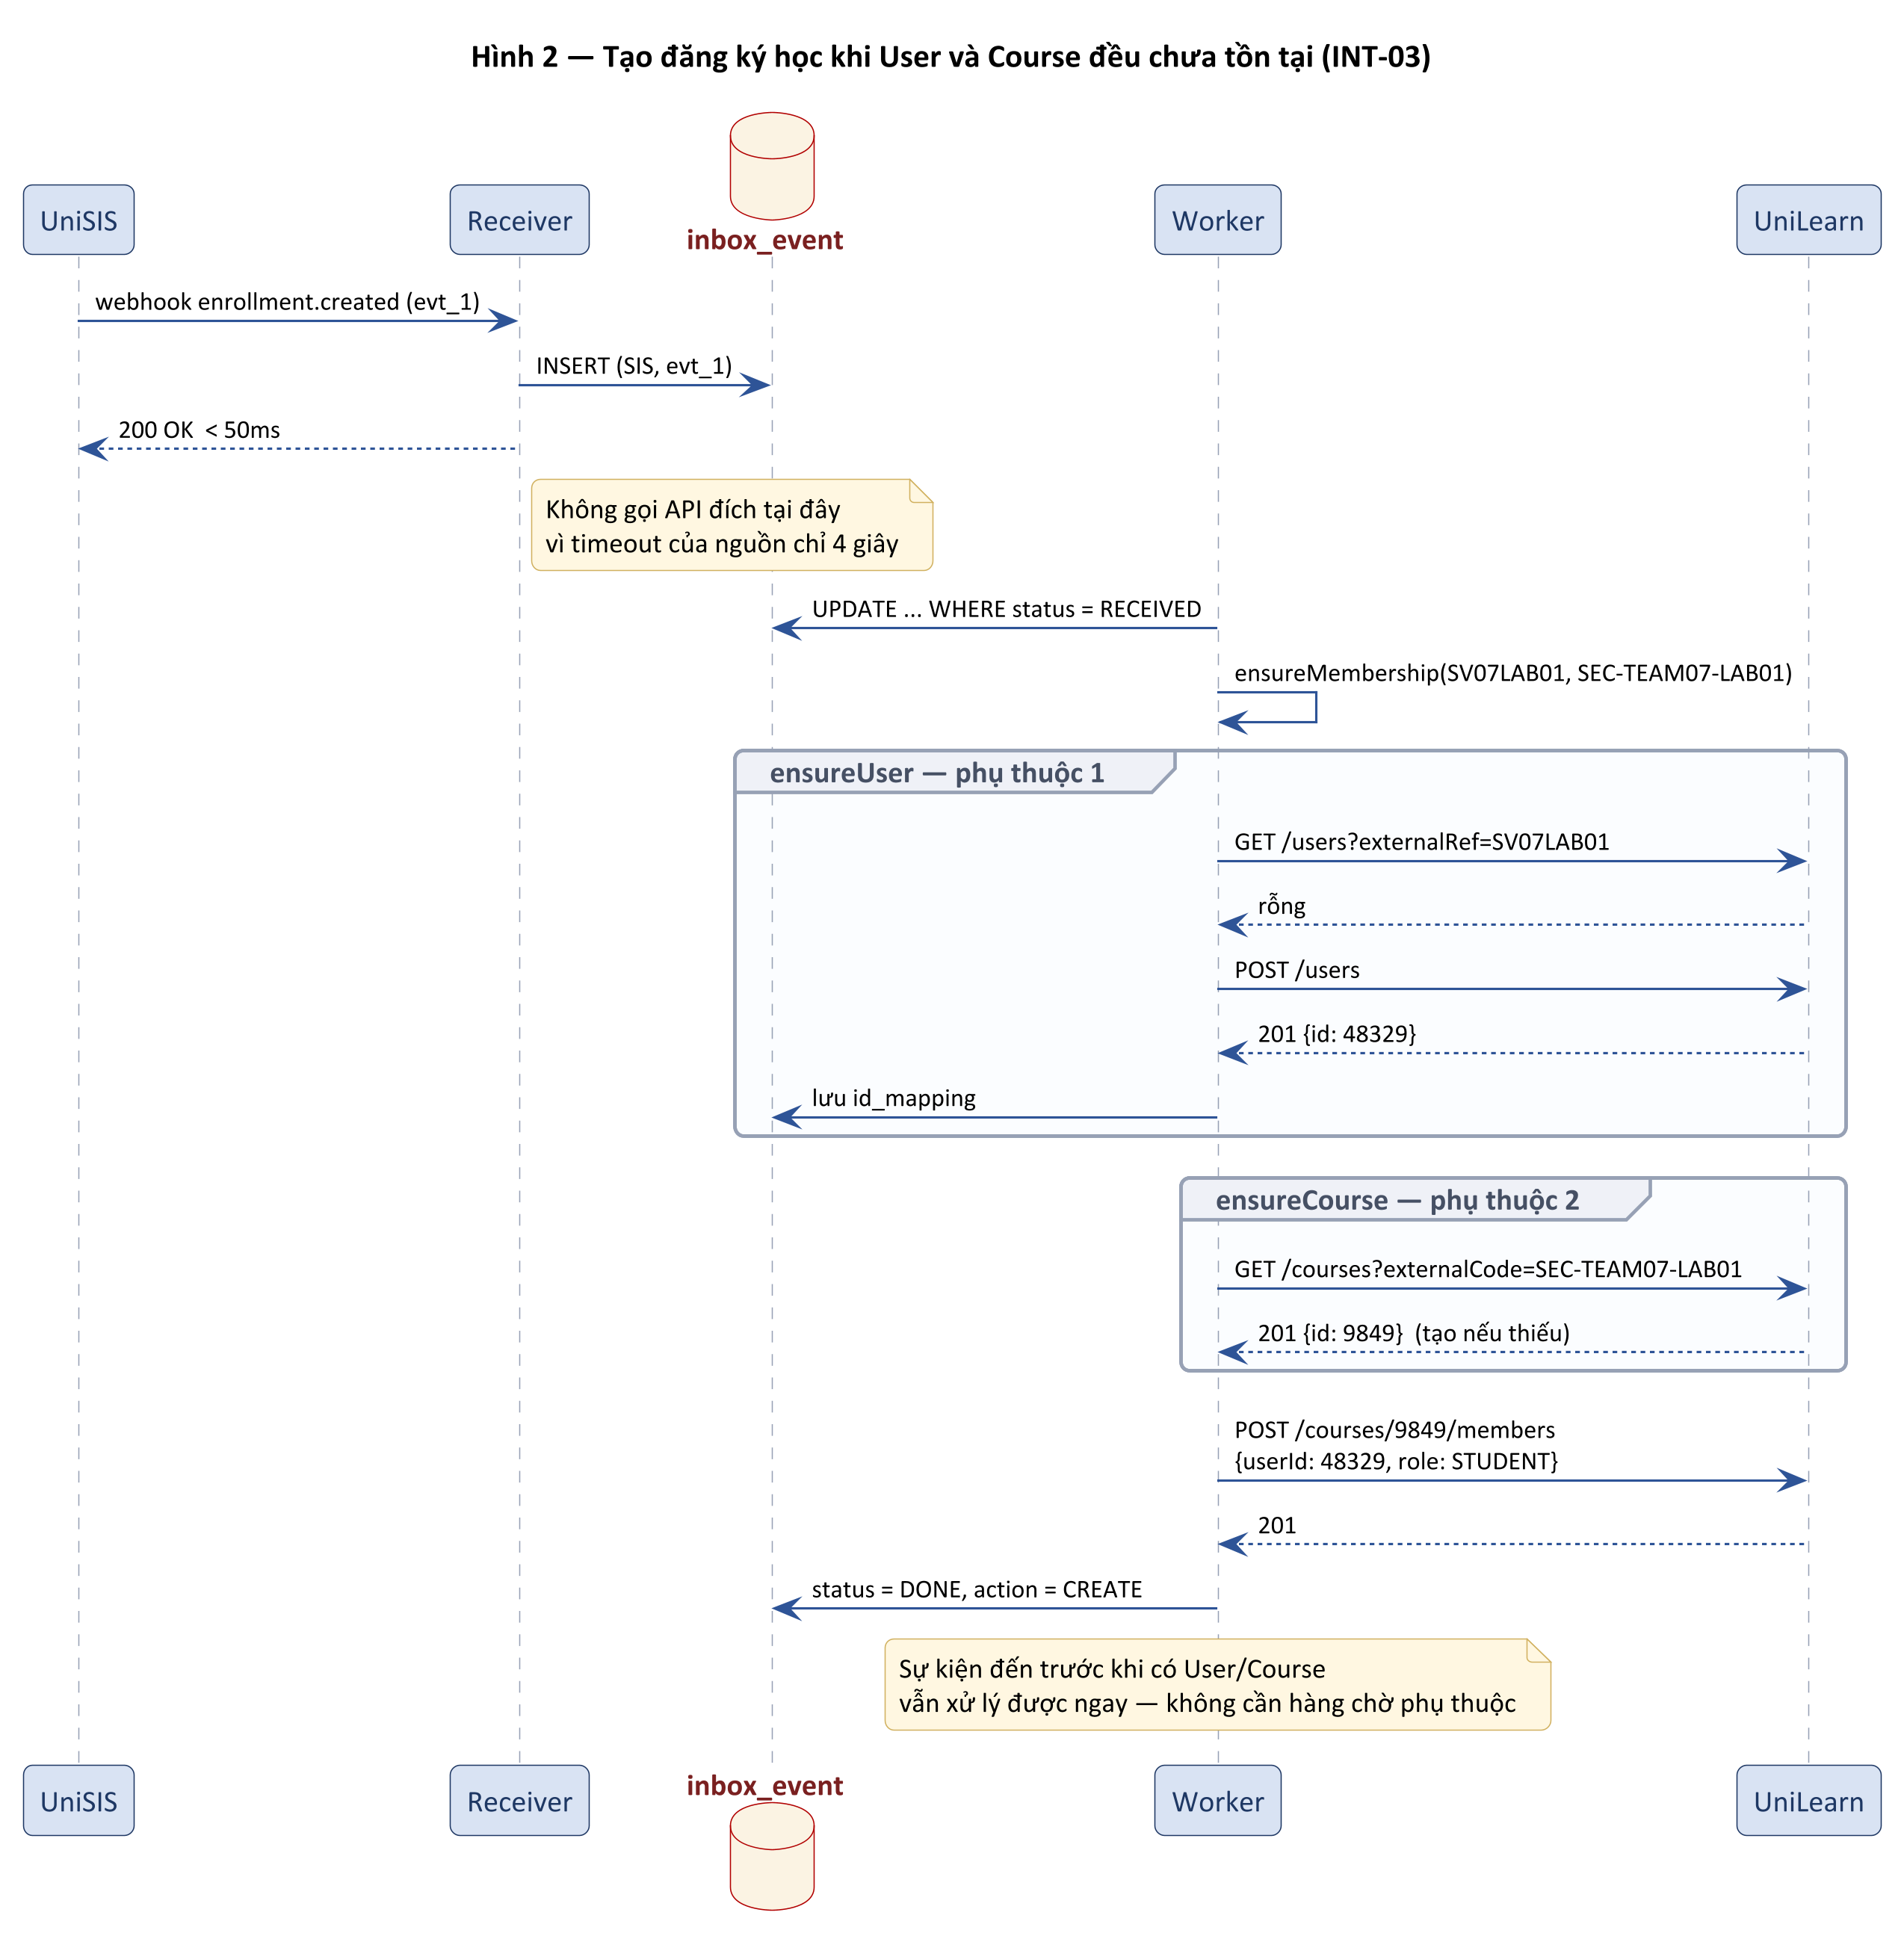 Hình 2 — Tạo đăng ký học khi User và Course đều chưa tồn tại (INT-03)
UniSIS
Receiver
inbox_event
Worker
UniLearn
webhook enrollment.created (evt_1)
INSERT (SIS, evt_1)
200 OK < 50ms
Không gọi API đích tại đây
vì timeout của nguồn chỉ 4 giây
UPDATE ... WHERE status = RECEIVED
ensureMembership(SV07LAB01, SEC-TEAM07-LAB01)
ensureUser — phụ thuộc 1
GET /users?externalRef=SV07LAB01
rỗng
POST /users
201 {id: 48329}
lưu id_mapping
ensureCourse — phụ thuộc 2
GET /courses?externalCode=SEC-TEAM07-LAB01
201 {id: 9849} (tạo nếu thiếu)
POST /courses/9849/members
{userId: 48329, role: STUDENT}
201
status = DONE, action = CREATE
Sự kiện đến trước khi có User/Course
vẫn xử lý được ngay — không cần hàng chờ phụ thuộc
UniSIS
Receiver
inbox_event
Worker
UniLearn